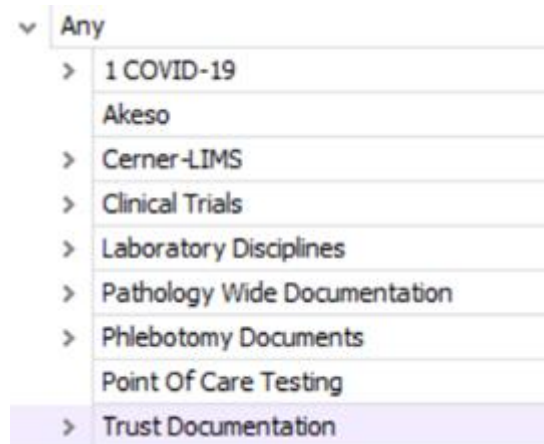 Any
1 COVID-19
Akeso
Cerner-LIMS
Clinical Trials
Laboratory Disciplines
Pathology Wide Documentation
Phlebotomy Documents
Point Of Care Testing
Trust Documentation